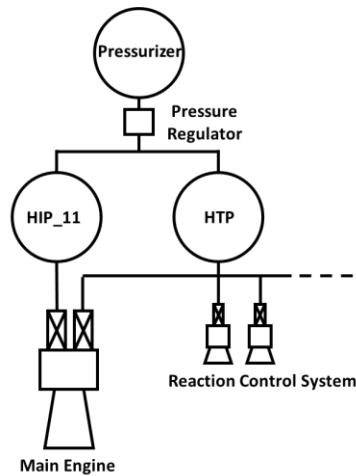 Pressurizer
Pressure
Regulator
HIP_11
HTP
Reaction Control System
Main Engine